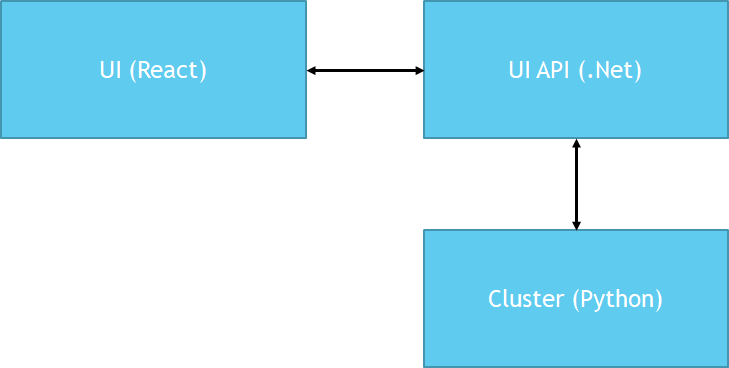 UI (React)
UI API (.Net)
Cluster (Python)